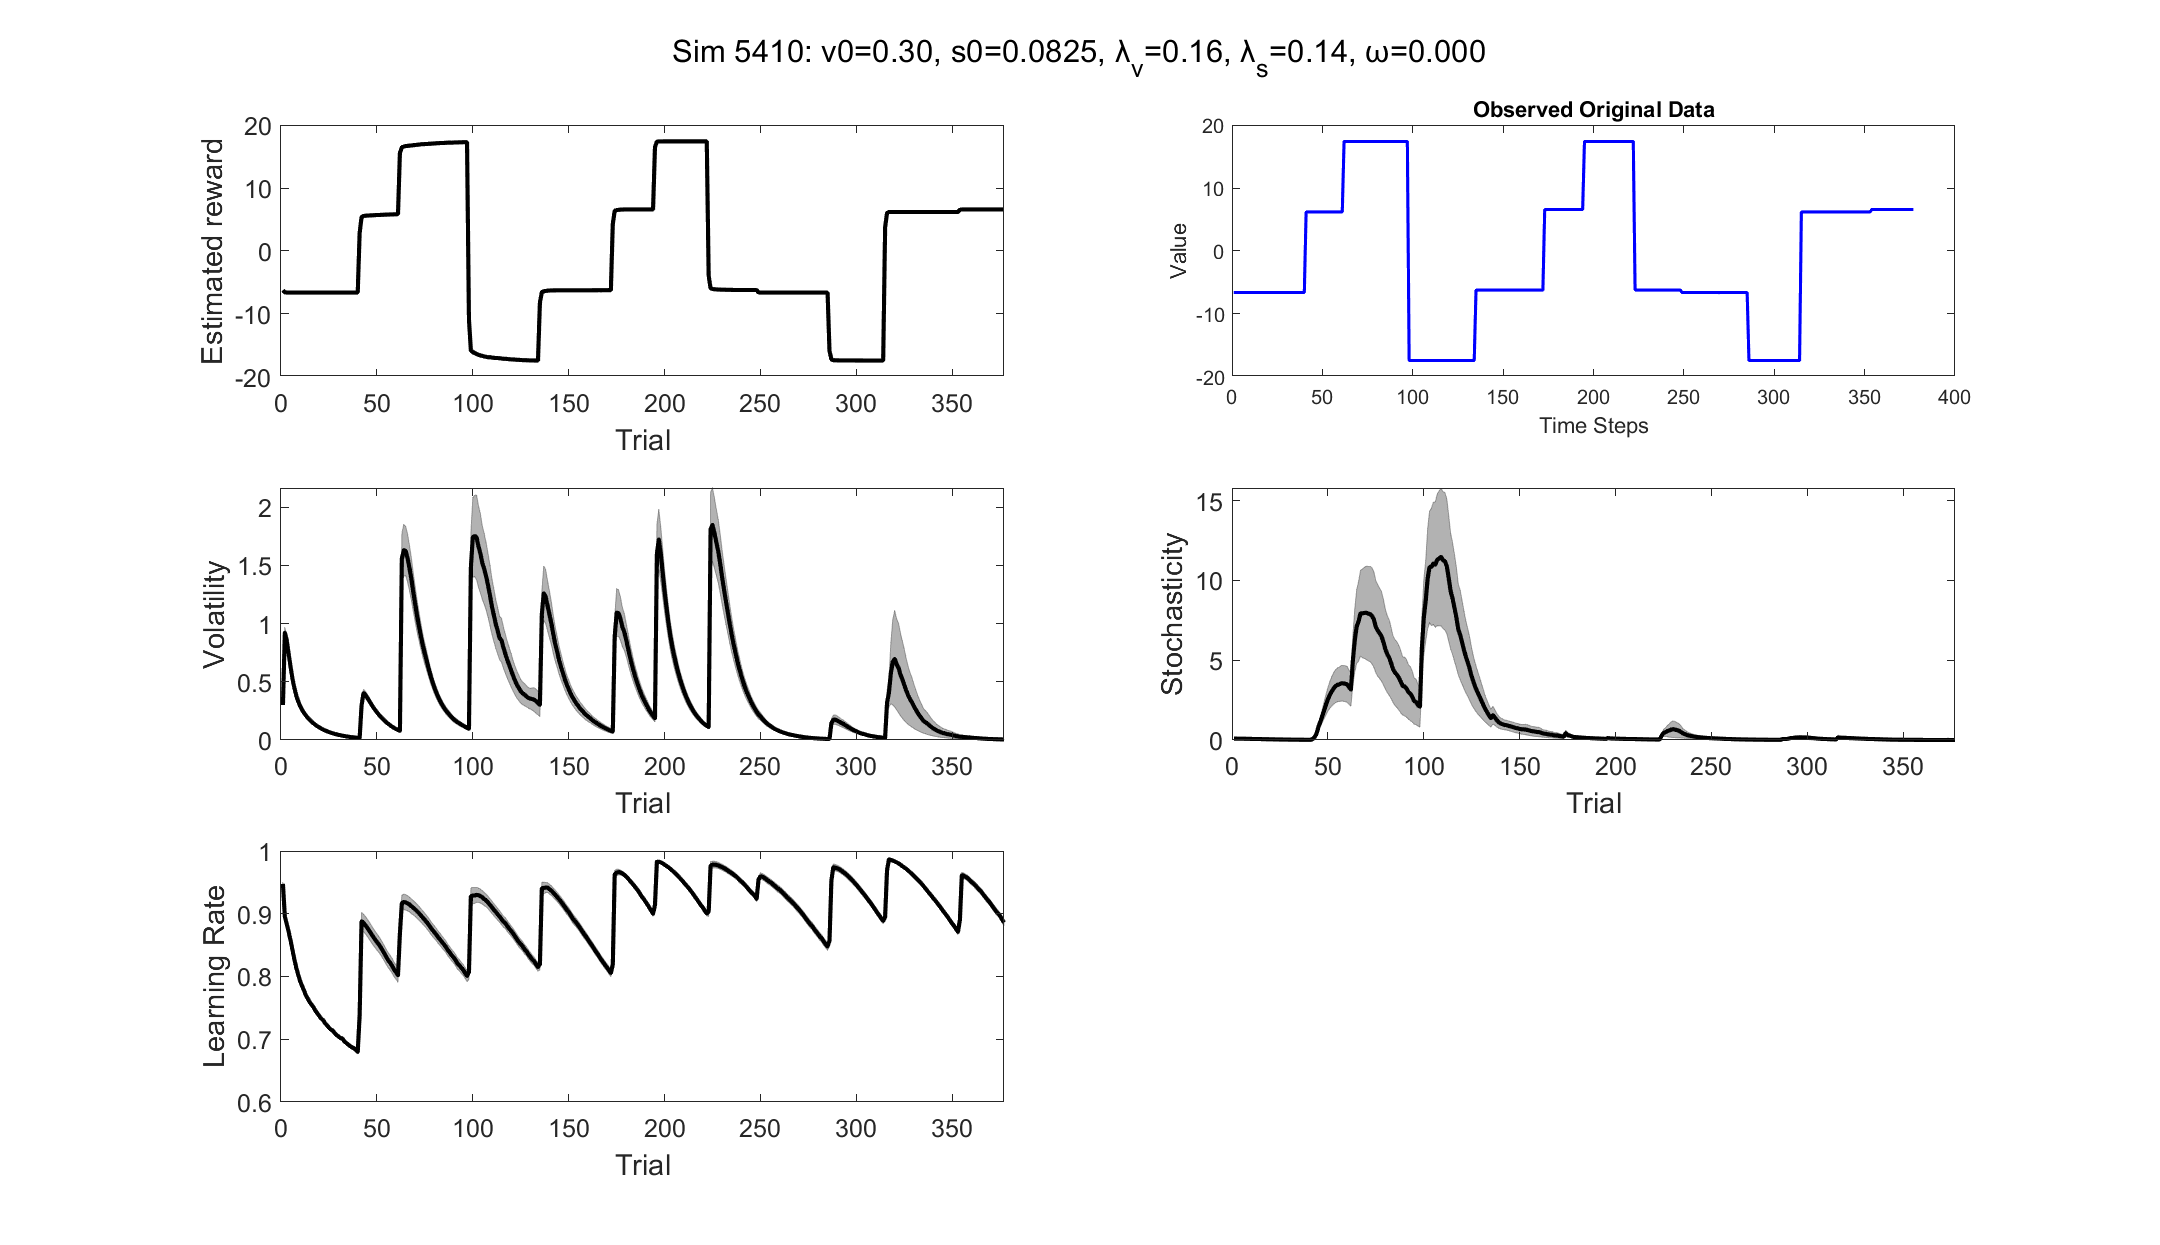 Sim 5410: v0=0.30, s0=0.0825, λv=0.16, λs=0.14, ω=0.000
Estimated reward
20
10
0
-10
-20
0 50 100 150 200 250 300 350
Trial
Observed Original Data
Value
20
10
0
-10
-20
0 50 100 150 200 250 300 350 400
Time Steps
Volatility
2
1.5
1
0.5
0
0 50 100 150 200 250 300 350
Trial
Stochasticity
15
10
5
0
0 50 100 150 200 250 300 350
Trial
Learning Rate
1
0.9
0.8
0.7
0.6
0 50 100 150 200 250 300 350
Trial